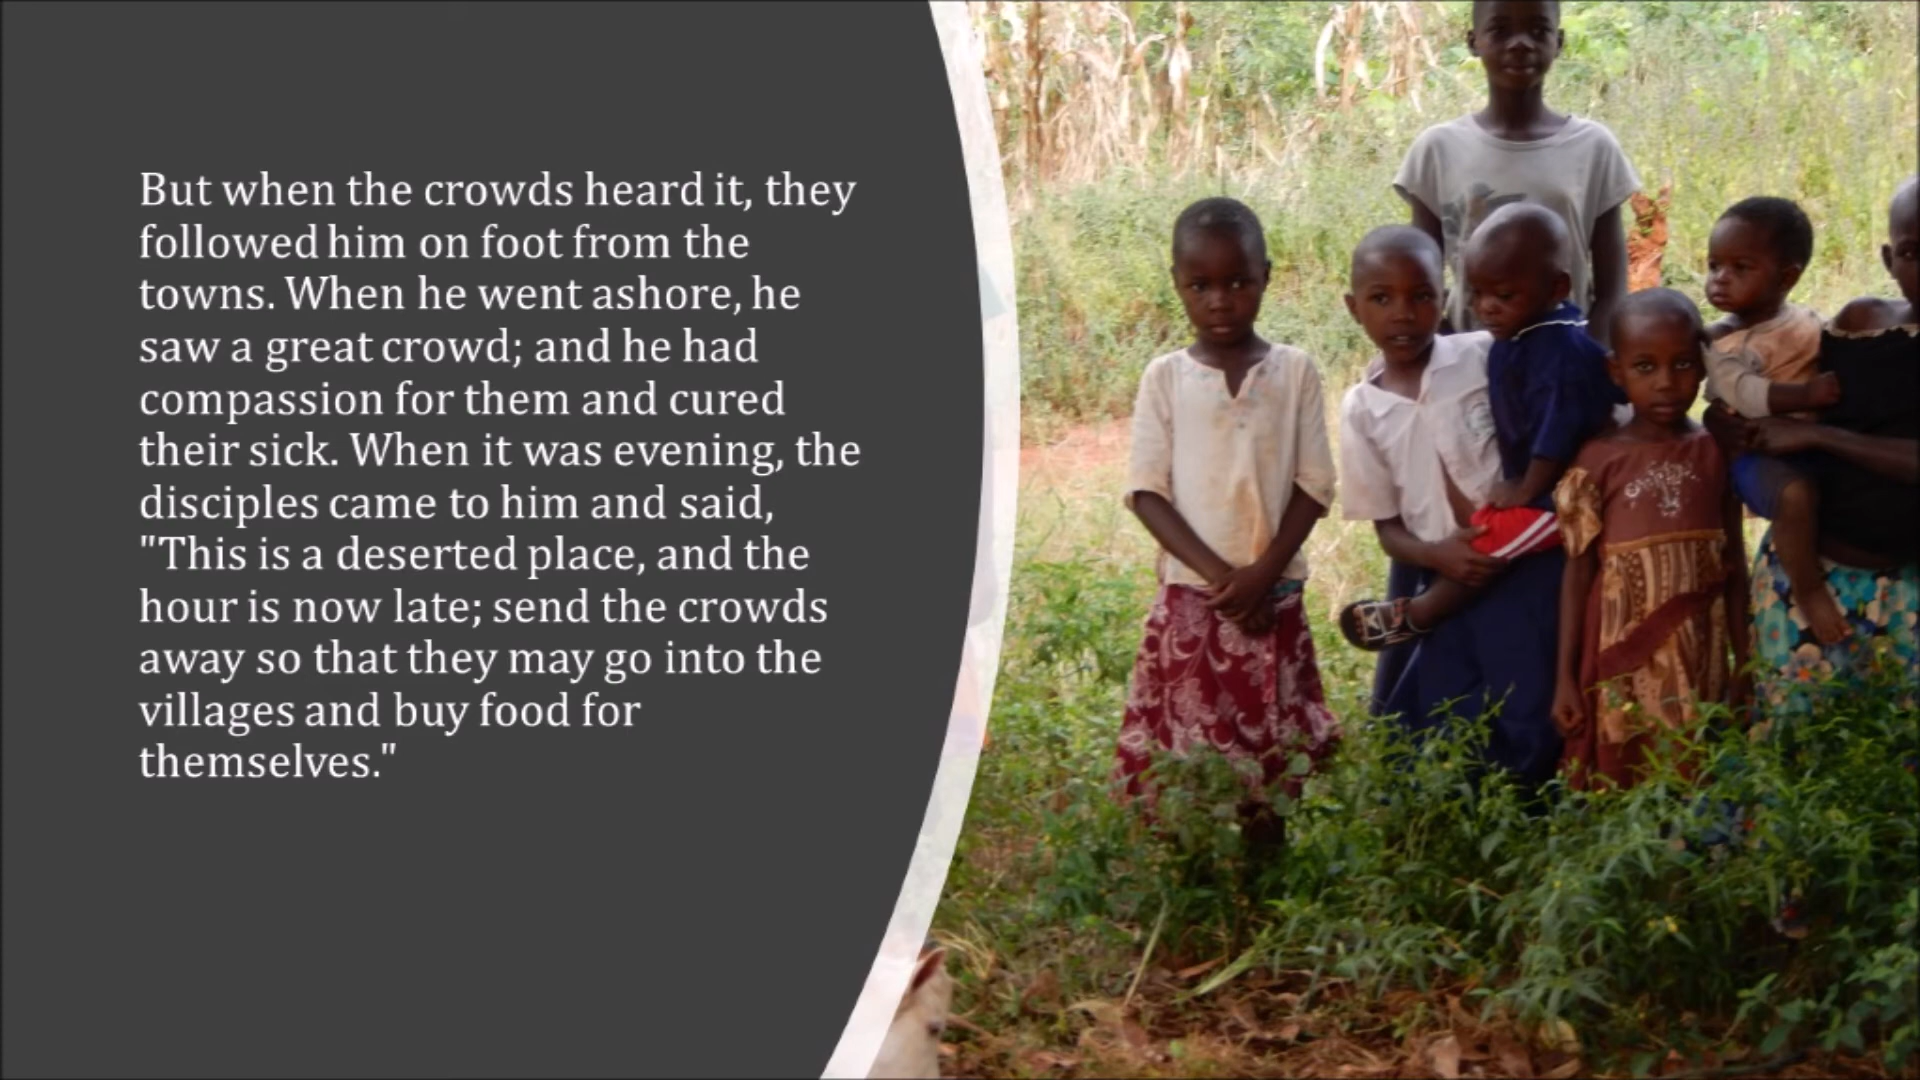 But when the crowds heard it, they
followed him on foot from the
towns. When he went ashore, he
saw a great crowd; and he had
compassion for them and cured
their sick. When it was evening, the
disciples came to him and said,
"This is a deserted place, and the
hour is now late; send the crowds
away so that they may go into the
villages and buy food for
themselves."